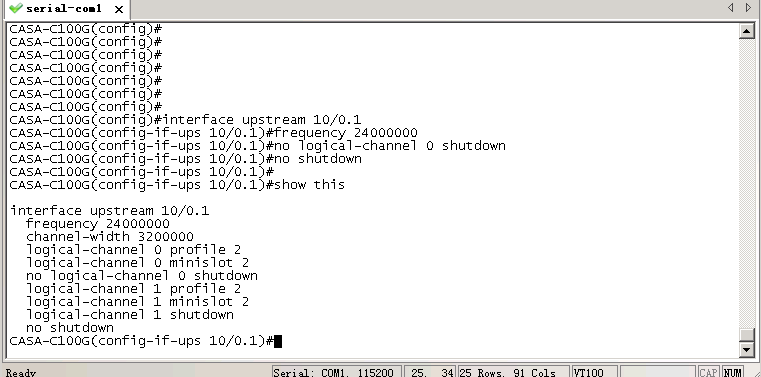 serial-com1
CASA-C100G(config)#
CASA-C100G(config)#
CASA-C100G(config)#
CASA-C100G(config)#
CASA-C100G(config)#
CASA-C100G(config)#
CASA-C100G(config)#
CASA-C100G(config)#interface upstream 10/0.1
CASA-C100G(config-if-ups 10/0.1)#frequency 24000000
CASA-C100G(config-if-ups 10/0.1)#no logical-channel 0 shutdown
CASA-C100G(config-if-ups 10/0.1)#no shutdown
CASA-C100G(config-if-ups 10/0.1)#
CASA-C100G(config-if-ups 10/0.1)#show this
interface upstream 10/0.1
frequency 24000000
channel-width 3200000
logical-channel 0 profile 2
logical-channel 0 minislot 2
no logical-channel 0 shutdown
logical-channel 1 profile 2
logical-channel 1 minislot 2
logical-channel 1 shutdown
no shutdown
CASA-C100G(config-if-ups 10/0.1)#
Ready Serial: COM1, 115200 25, 34 25 Rows, 91 Cols VT100 CAP NUM